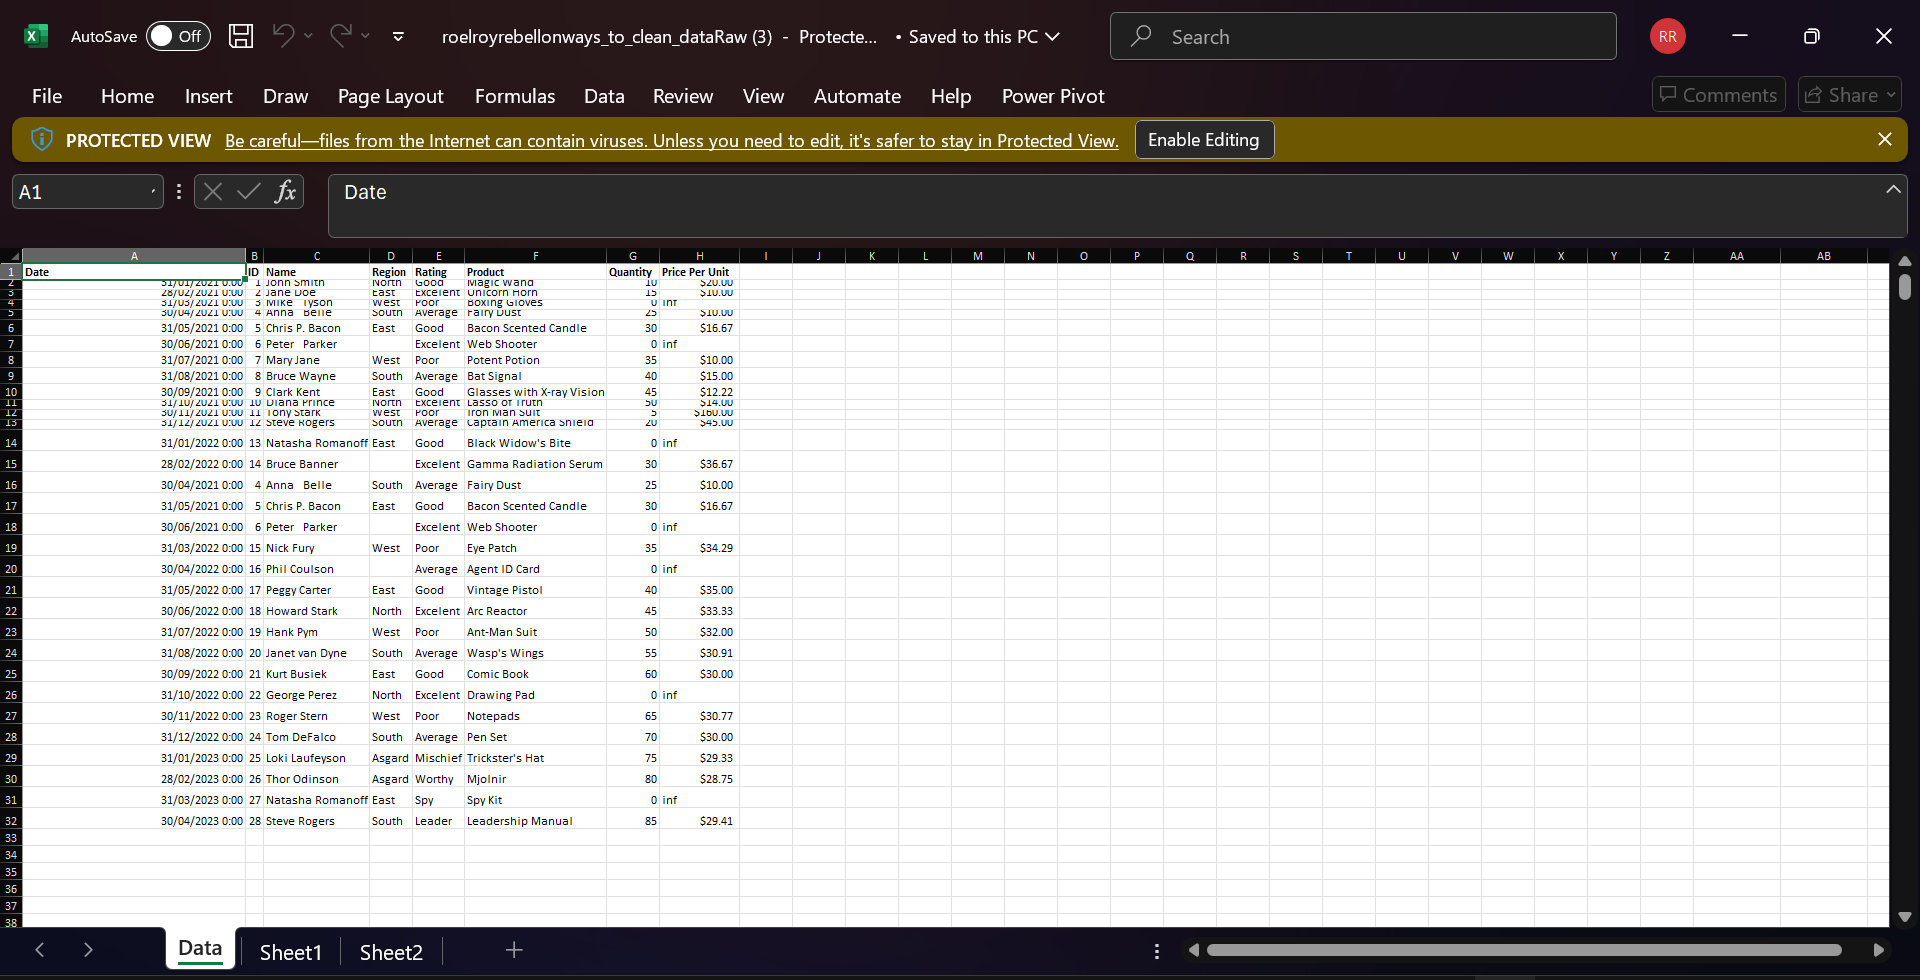 AutoSave Off roelroyrebellonways_to_clean_dataRaw (3) - Protecte... • Saved to this PC Search RR
File Home Insert Draw Page Layout Formulas Data Review View Automate Help Power Pivot Comments Share
PROTECTED VIEW Be careful—files from the Internet can contain viruses. Unless you need to edit, it's safer to stay in Protected View. Enable Editing
A1 fx Date
A B C D E F G H I J K L M N O P Q R S T U V W X Y Z AA AB
1 Date ID Name Region Rating Product Quantity Price Per Unit
2 31/01/2021 0:00 1 John Smith North Good Magic Wand 10 $20.00
3 28/02/2021 0:00 2 Jane Doe East Excelent Unicorn Horn 15 $10.00
4 31/03/2021 0:00 3 Mike Tyson West Poor Boxing Gloves 0 inf
5 30/04/2021 0:00 4 Anna Belle South Average Fairy Dust 25 $10.00
6 31/05/2021 0:00 5 Chris P. Bacon East Good Bacon Scented Candle 30 $16.67
7 30/06/2021 0:00 6 Peter Parker Excelent Web Shooter 0 inf
8 31/07/2021 0:00 7 Mary Jane West Poor Potent Potion 35 $10.00
9 31/08/2021 0:00 8 Bruce Wayne South Average Bat Signal 40 $15.00
10 30/09/2021 0:00 9 Clark Kent East Good Glasses with X-ray Vision 45 $12.22
11 31/10/2021 0:00 10 Diana Prince North Excelent Lasso of Truth 50 $14.00
12 30/11/2021 0:00 11 Tony Stark West Poor Iron Man Suit 5 $160.00
13 31/12/2021 0:00 12 Steve Rogers South Average Captain America Shield 20 $45.00
14 31/01/2022 0:00 13 Natasha Romanoff East Good Black Widow's Bite 0 inf
15 28/02/2022 0:00 14 Bruce Banner Excelent Gamma Radiation Serum 30 $36.67
16 30/04/2021 0:00 4 Anna Belle South Average Fairy Dust 25 $10.00
17 31/05/2021 0:00 5 Chris P. Bacon East Good Bacon Scented Candle 30 $16.67
18 30/06/2021 0:00 6 Peter Parker Excelent Web Shooter 0 inf
19 31/03/2022 0:00 15 Nick Fury West Poor Eye Patch 35 $34.29
20 30/04/2022 0:00 16 Phil Coulson Average Agent ID Card 0 inf
21 31/05/2022 0:00 17 Peggy Carter East Good Vintage Pistol 40 $35.00
22 30/06/2022 0:00 18 Howard Stark North Excelent Arc Reactor 45 $33.33
23 31/07/2022 0:00 19 Hank Pym West Poor Ant-Man Suit 50 $32.00
24 31/08/2022 0:00 20 Janet van Dyne South Average Wasp's Wings 55 $30.91
25 30/09/2022 0:00 21 Kurt Busiek East Good Comic Book 60 $30.00
26 31/10/2022 0:00 22 George Perez North Excelent Drawing Pad 0 inf
27 30/11/2022 0:00 23 Roger Stern West Poor Notepads 65 $30.77
28 31/12/2022 0:00 24 Tom DeFalco South Average Pen Set 70 $30.00
29 31/01/2023 0:00 25 Loki Laufeyson Asgard Mischief Trickster's Hat 75 $29.33
30 28/02/2023 0:00 26 Thor Odinson Asgard Worthy Mjolnir 80 $28.75
31 31/03/2023 0:00 27 Natasha Romanoff East Spy Spy Kit 0 inf
32 30/04/2023 0:00 28 Steve Rogers South Leader Leadership Manual 85 $29.41
33
34
35
36
37
38
Data Sheet1 Sheet2